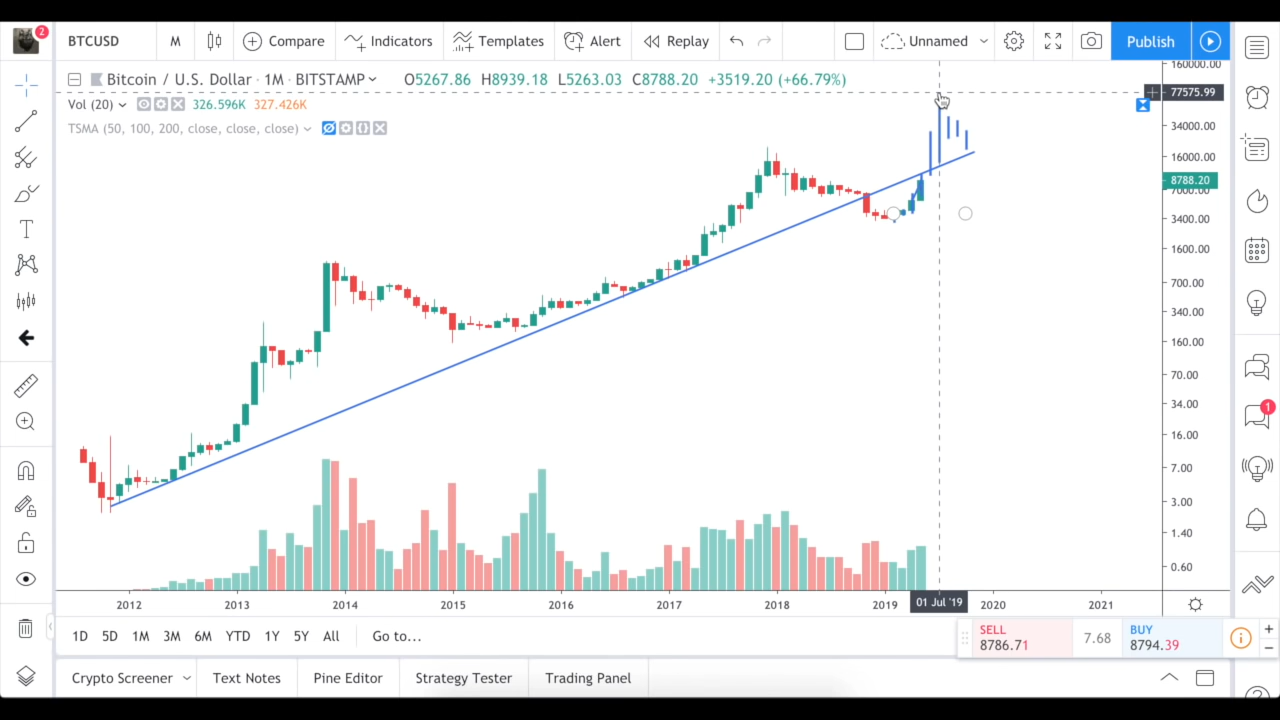 2
BTCUSD M Compare Indicators Templates Alert Replay Unnamed Publish
Bitcoin / U.S. Dollar · 1M · BITSTAMP O5267.86 H8939.18 L5263.03 C8788.20 +3519.20 (+66.79%)
Vol (20) 326.596K 327.426K
TSMA (50, 100, 200, close, close, close)
160000.00
77575.99
34000.00
16000.00
8788.20
7000.00
3400.00
1600.00
700.00
340.00
160.00
70.00
34.00
16.00
7.00
3.00
1.40
0.60
1
2012 2013 2014 2015 2016 2017 2018 2019 01 Jul '19 2020 2021
1D 5D 1M 3M 6M YTD 1Y 5Y All Go to...
SELL
8786.71
7.68
BUY
8794.39
Crypto Screener Text Notes Pine Editor Strategy Tester Trading Panel